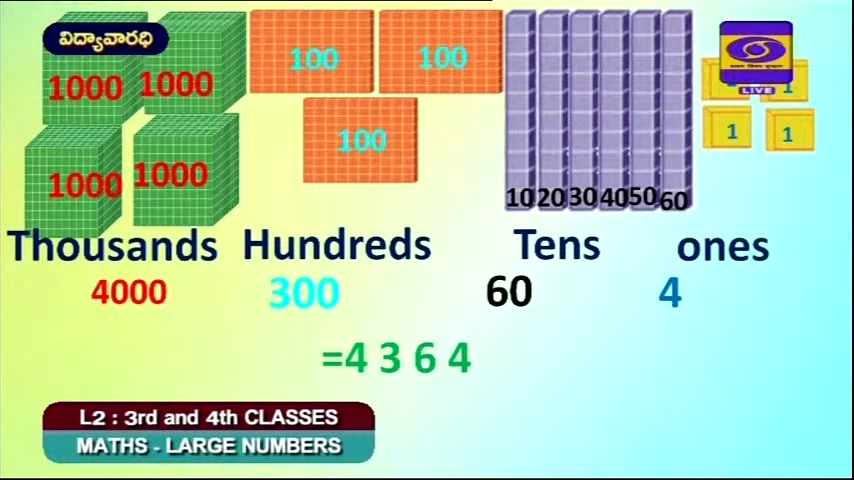 విద్యావారధి
1000 1000
1000 1000
100 100
100
10 20 30 40 50 60
1
1 1
LIVE
Thousands Hundreds Tens ones
4000 300 60 4
=4 3 6 4
L2 : 3rd and 4th CLASSES
MATHS - LARGE NUMBERS